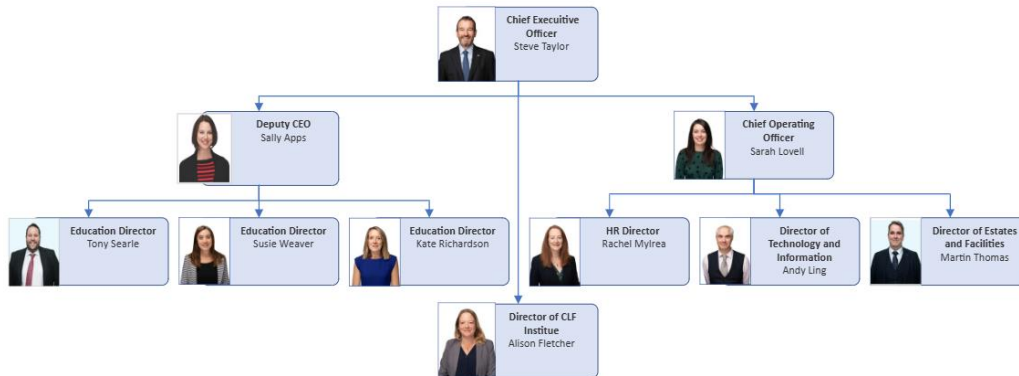 Chief Executive
Officer
Steve Taylor
Deputy CEO
Sally Apps
Chief Operating
Officer
Sarah Lovell
Education Director
Tony Searle
Education Director
Susie Weaver
Education Director
Kate Richardson
HR Director
Rachel Mylrea
Director of
Technology and
Information
Andy Ling
Director of Estates
and Facilities
Martin Thomas
Director of CLF
Institue
Alison Fletcher